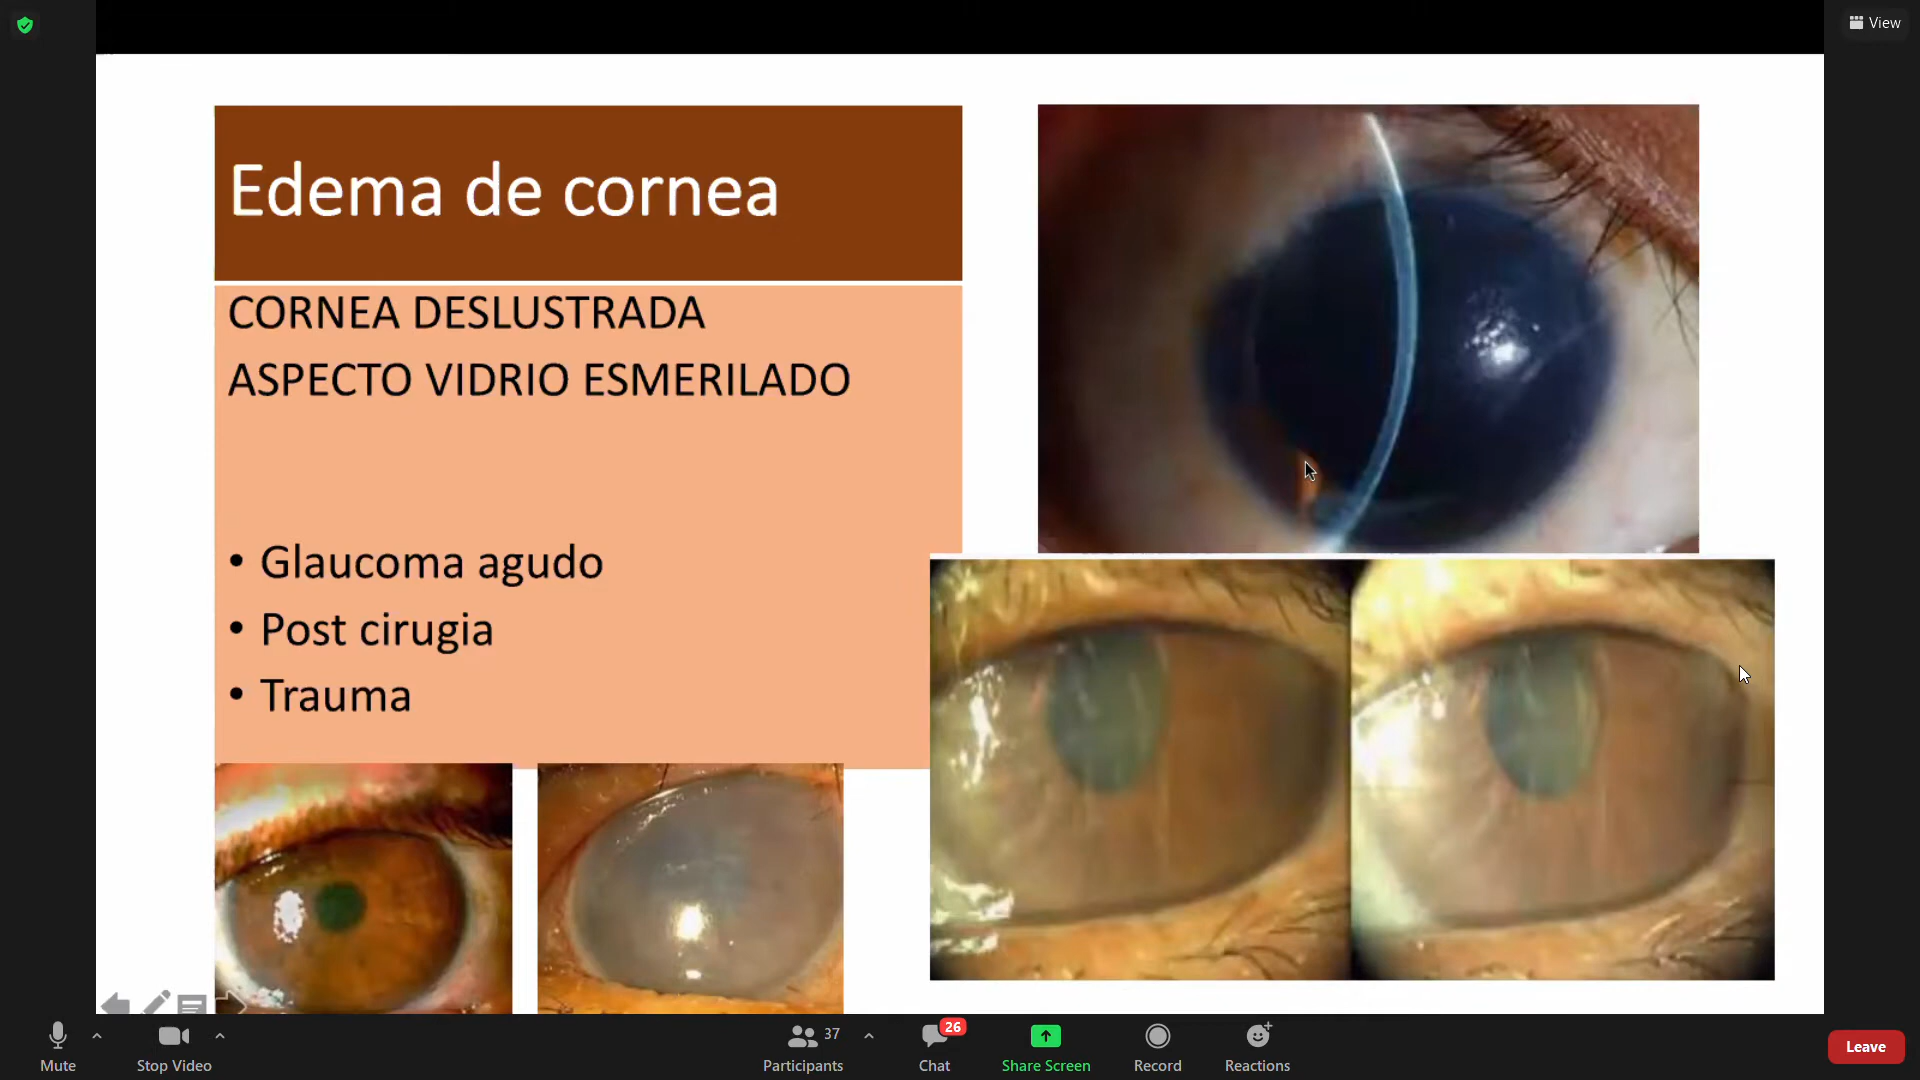 View
Edema de cornea
CORNEA DESLUSTRADA
ASPECTO VIDRIO ESMERILADO
• Glaucoma agudo
• Post cirugia
• Trauma
Mute
Stop Video
37
Participants
26
Chat
Share Screen
Record
Reactions
Leave